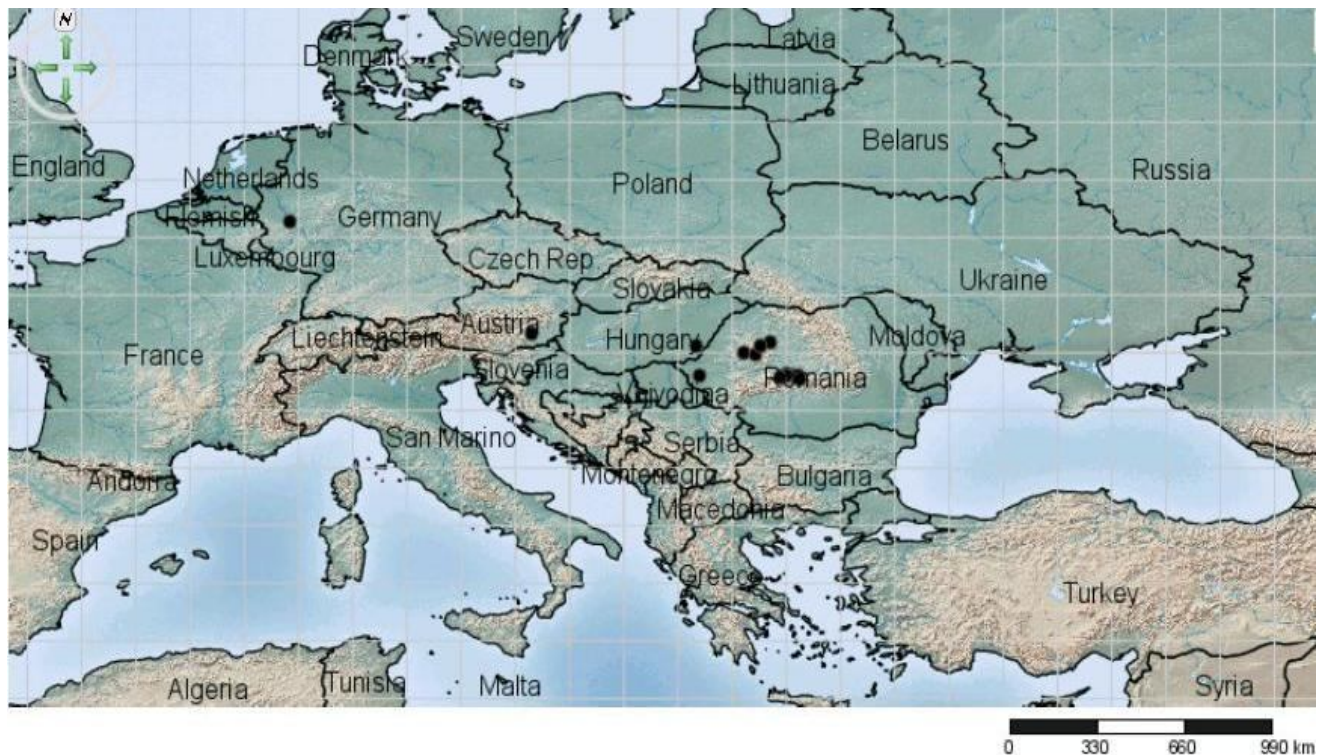 N
Sweden
Denmark
Latvia
Lithuania
Belarus
England
Netherlands
Russia
Poland
Flemish
Germany
Luxembourg
Czech Rep
Ukraine
Slovakia
Austria
Hungary
Moldova
Liechtenstein
France
Slovenia
Romania
Vojvodina
San Marino
Serbia
Montenegro
Bulgaria
Andorra
Macedonia
Spain
Greece
Turkey
Algeria
Tunisia
Malta
Syria
0 330 660 990 km